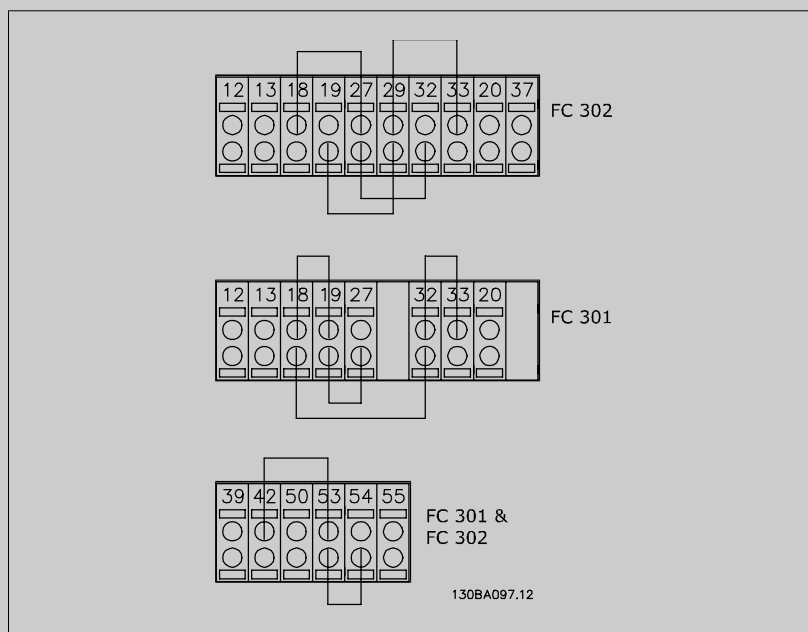 12 13 18 19 27 29 32 33 20 37
FC 302
12 13 18 19 27 32 33 20
FC 301
39 42 50 53 54 55
FC 301 &
FC 302
130BA097.12